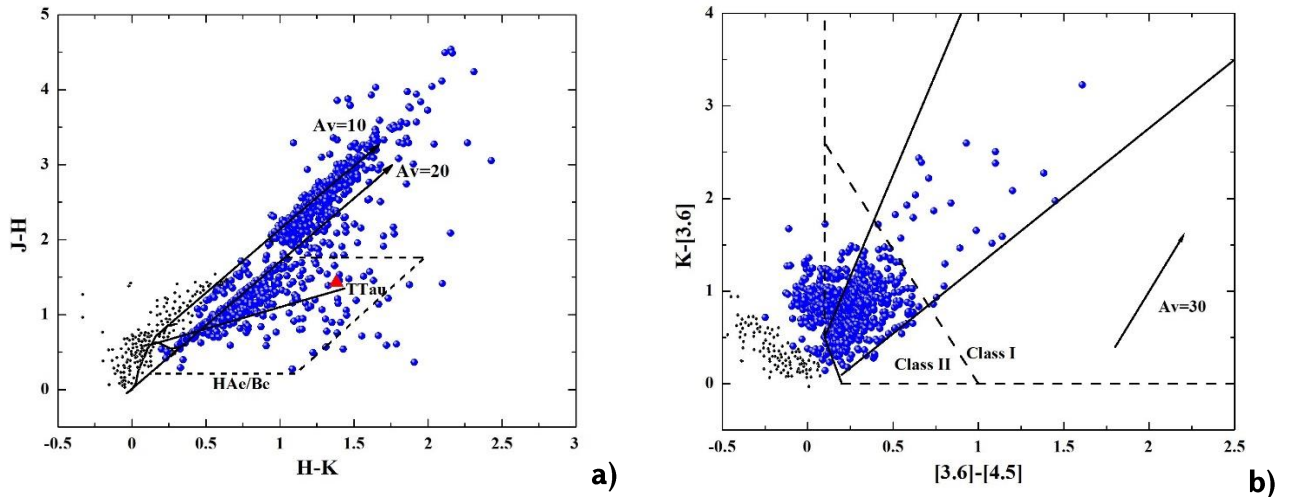 5
4
3
2
1
0
J-H
-0.5
0
0.5
1
1.5
2
2.5
3
H-K
Av=10
Av=20
TTau
HAe/Be
a)
4
3
2
1
0
K-[3.6]
-0.5
0
0.5
1
1.5
2
2.5
[3.6]-[4.5]
Class I
Class II
Av=30
b)